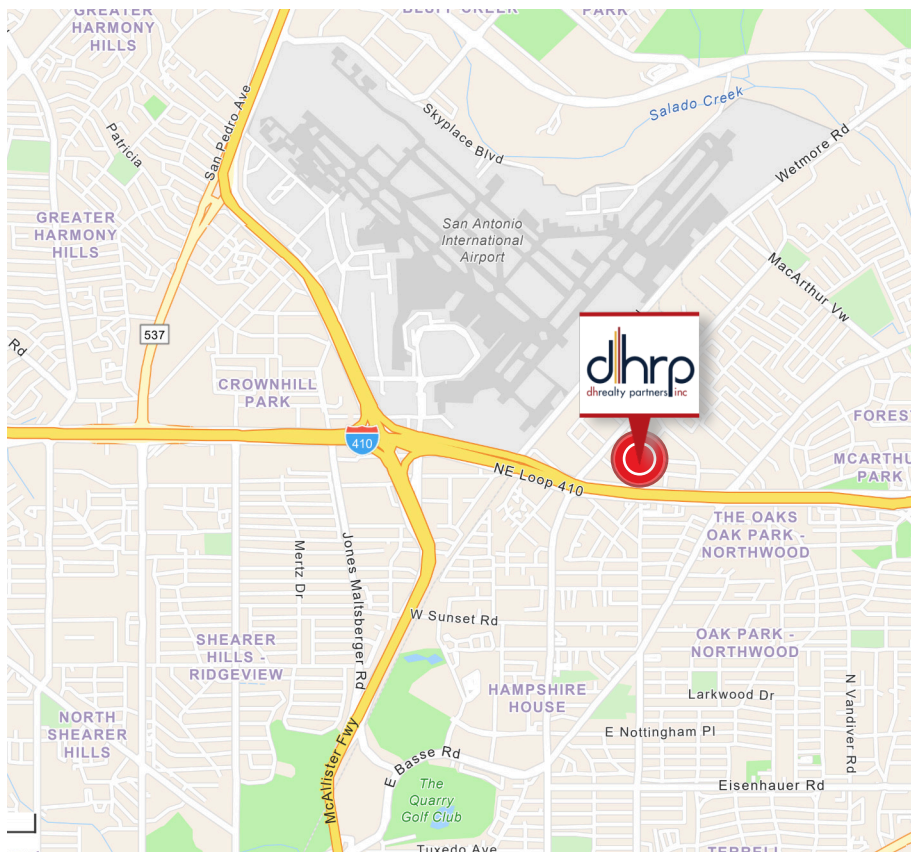 GREATER
HARMONY
HILLS
BLUFF CREEK
PARK
San Pedro Ave
Patricia
Skyplace Blvd
Salado Creek
Wetmore Rd
GREATER
HARMONY
HILLS
San Antonio
International
Airport
MacArthur Vw
537
Rd
dhrp
dhrealty partners inc
CROWNHILL
PARK
FORES
410
MCARTHU
PARK
NE Loop 410
THE OAKS
OAK PARK -
NORTHWOOD
Mertz Dr
Jones Maltsberger Rd
W Sunset Rd
SHEARER
HILLS -
RIDGEVIEW
OAK PARK -
NORTHWOOD
HAMPSHIRE
HOUSE
Larkwood Dr
N Vandiver Rd
NORTH
SHEARER
HILLS
E Nottingham Pl
McAllister Fwy
E Basse Rd
The
Quarry
Golf Club
Eisenhauer Rd
Tuxedo Ave
TERRELL